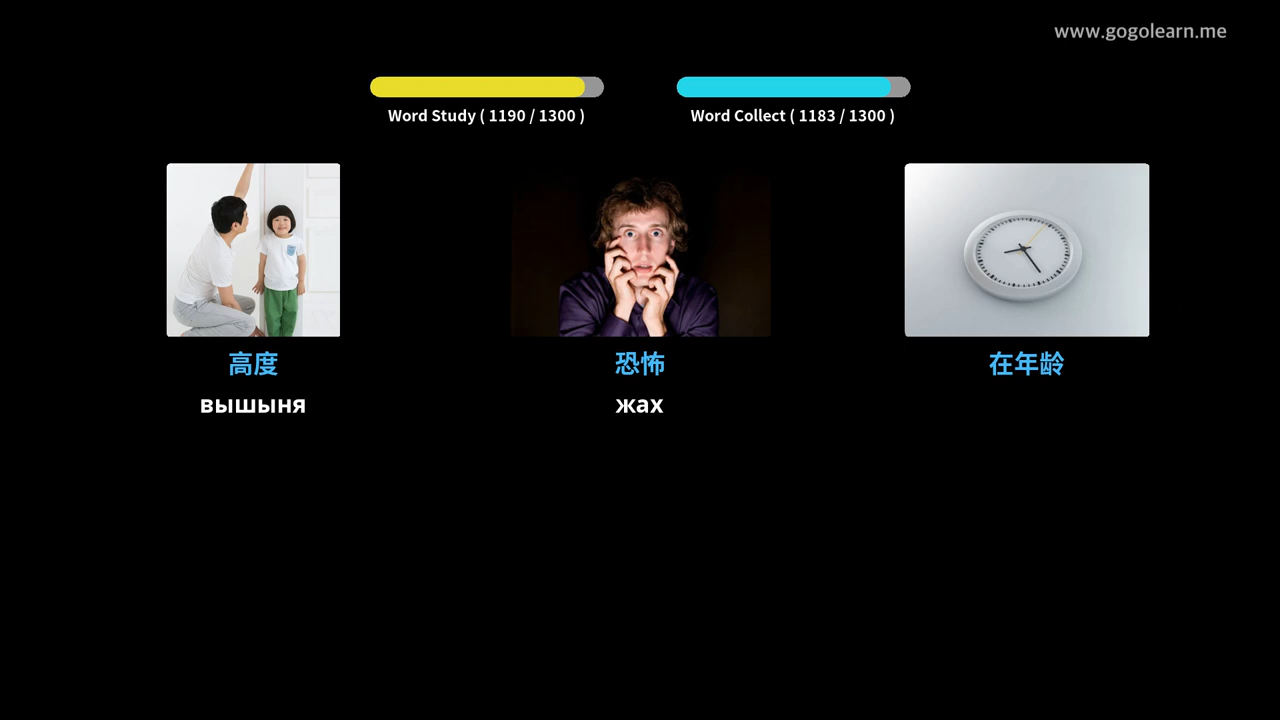 www.gogolearn.me
Word Study ( 1190 / 1300 )
Word Collect ( 1183 / 1300 )
高度
恐怖
在年龄
вышыня
жах